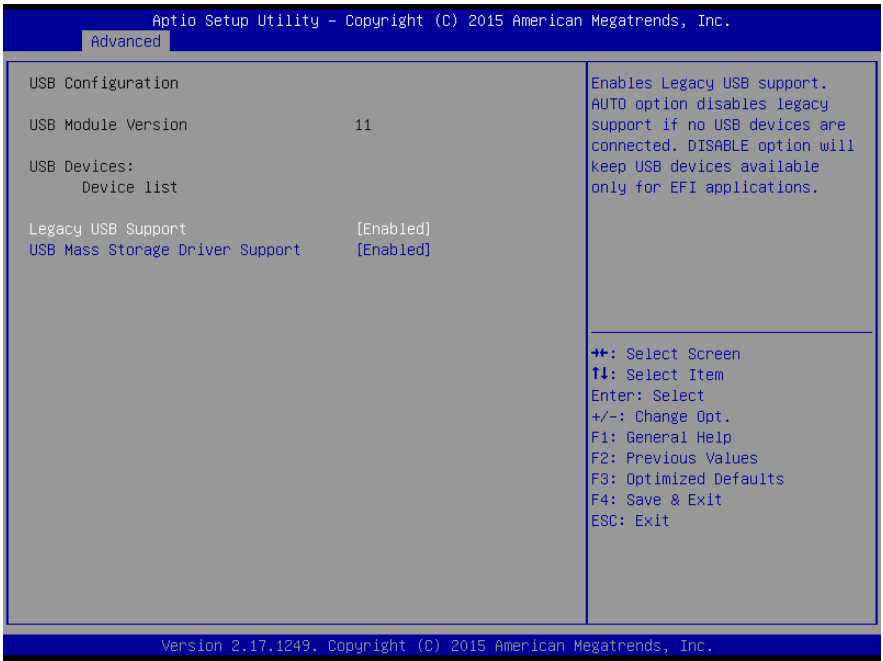 Aptio Setup Utility – Copyright (C) 2015 American Megatrends, Inc.
Advanced
USB Configuration
USB Module Version 11
USB Devices:
Device list
Legacy USB Support [Enabled]
USB Mass Storage Driver Support [Enabled]
Enables Legacy USB support.
AUTO option disables legacy
support if no USB devices are
connected. DISABLE option will
keep USB devices available
only for EFI applications.
→←: Select Screen
↑↓: Select Item
Enter: Select
+/-: Change Opt.
F1: General Help
F2: Previous Values
F3: Optimized Defaults
F4: Save & Exit
ESC: Exit
Version 2.17.1249. Copyright (C) 2015 American Megatrends, Inc.